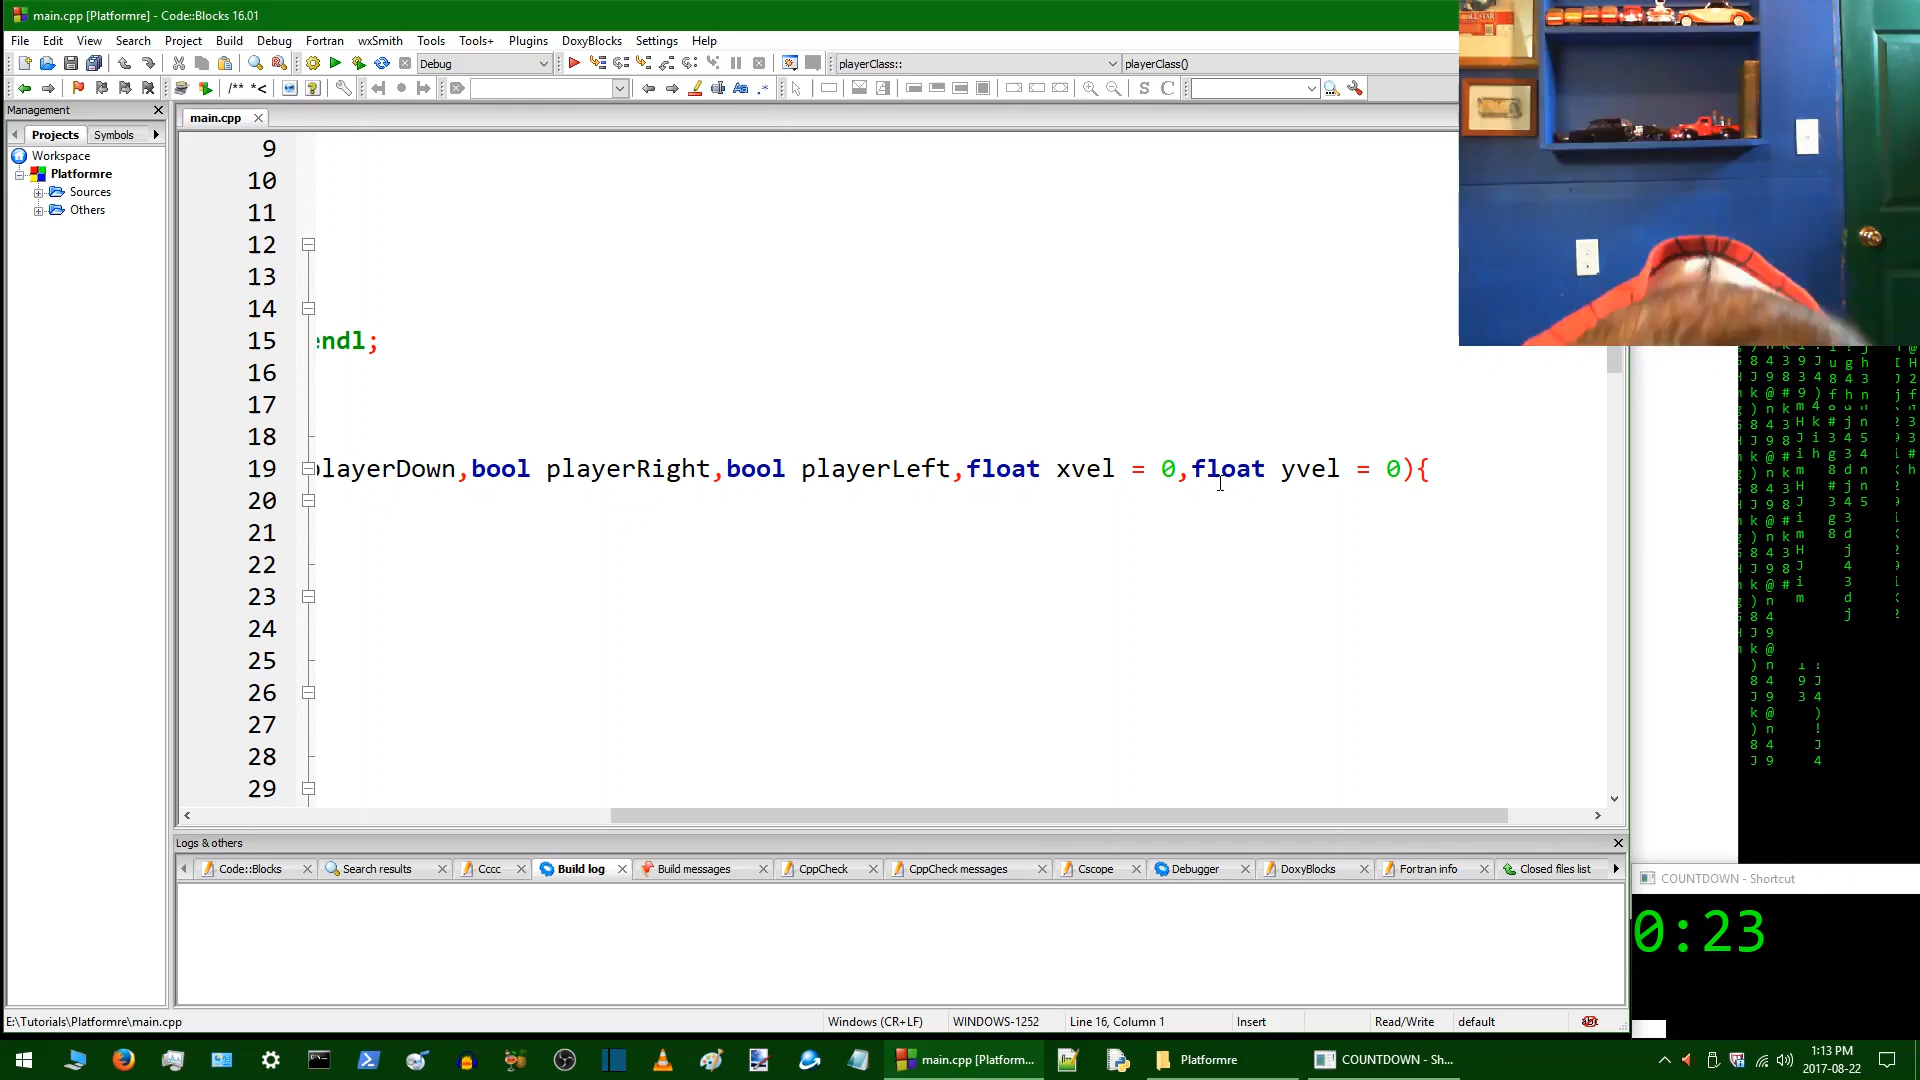 main.cpp [Platformre] - Code::Blocks 16.01
File Edit View Search Project Build Debug Fortran wxSmith Tools Tools+ Plugins DoxyBlocks Settings Help
Debug
playerClass::
playerClass()
/** *<
Management
Projects
Symbols
Workspace
Platformre
Sources
Others
main.cpp
9
10
11
12
13
14
15 endl;
16
17
18
19 playerDown,bool playerRight,bool playerLeft,float xvel = 0,float yvel = 0){
20
21
22
23
24
25
26
27
28
29
Logs & others
Code::Blocks
Search results
Cccc
Build log
Build messages
CppCheck
CppCheck messages
Cscope
Debugger
DoxyBlocks
Fortran info
Closed files list
COUNTDOWN - Shortcut
0:23
E:\Tutorials\Platformre\main.cpp
Windows (CR+LF)
WINDOWS-1252
Line 16, Column 1
Insert
Read/Write
default
main.cpp [Platform...
Platformre
COUNTDOWN - Sh...
1:13 PM
2017-08-22